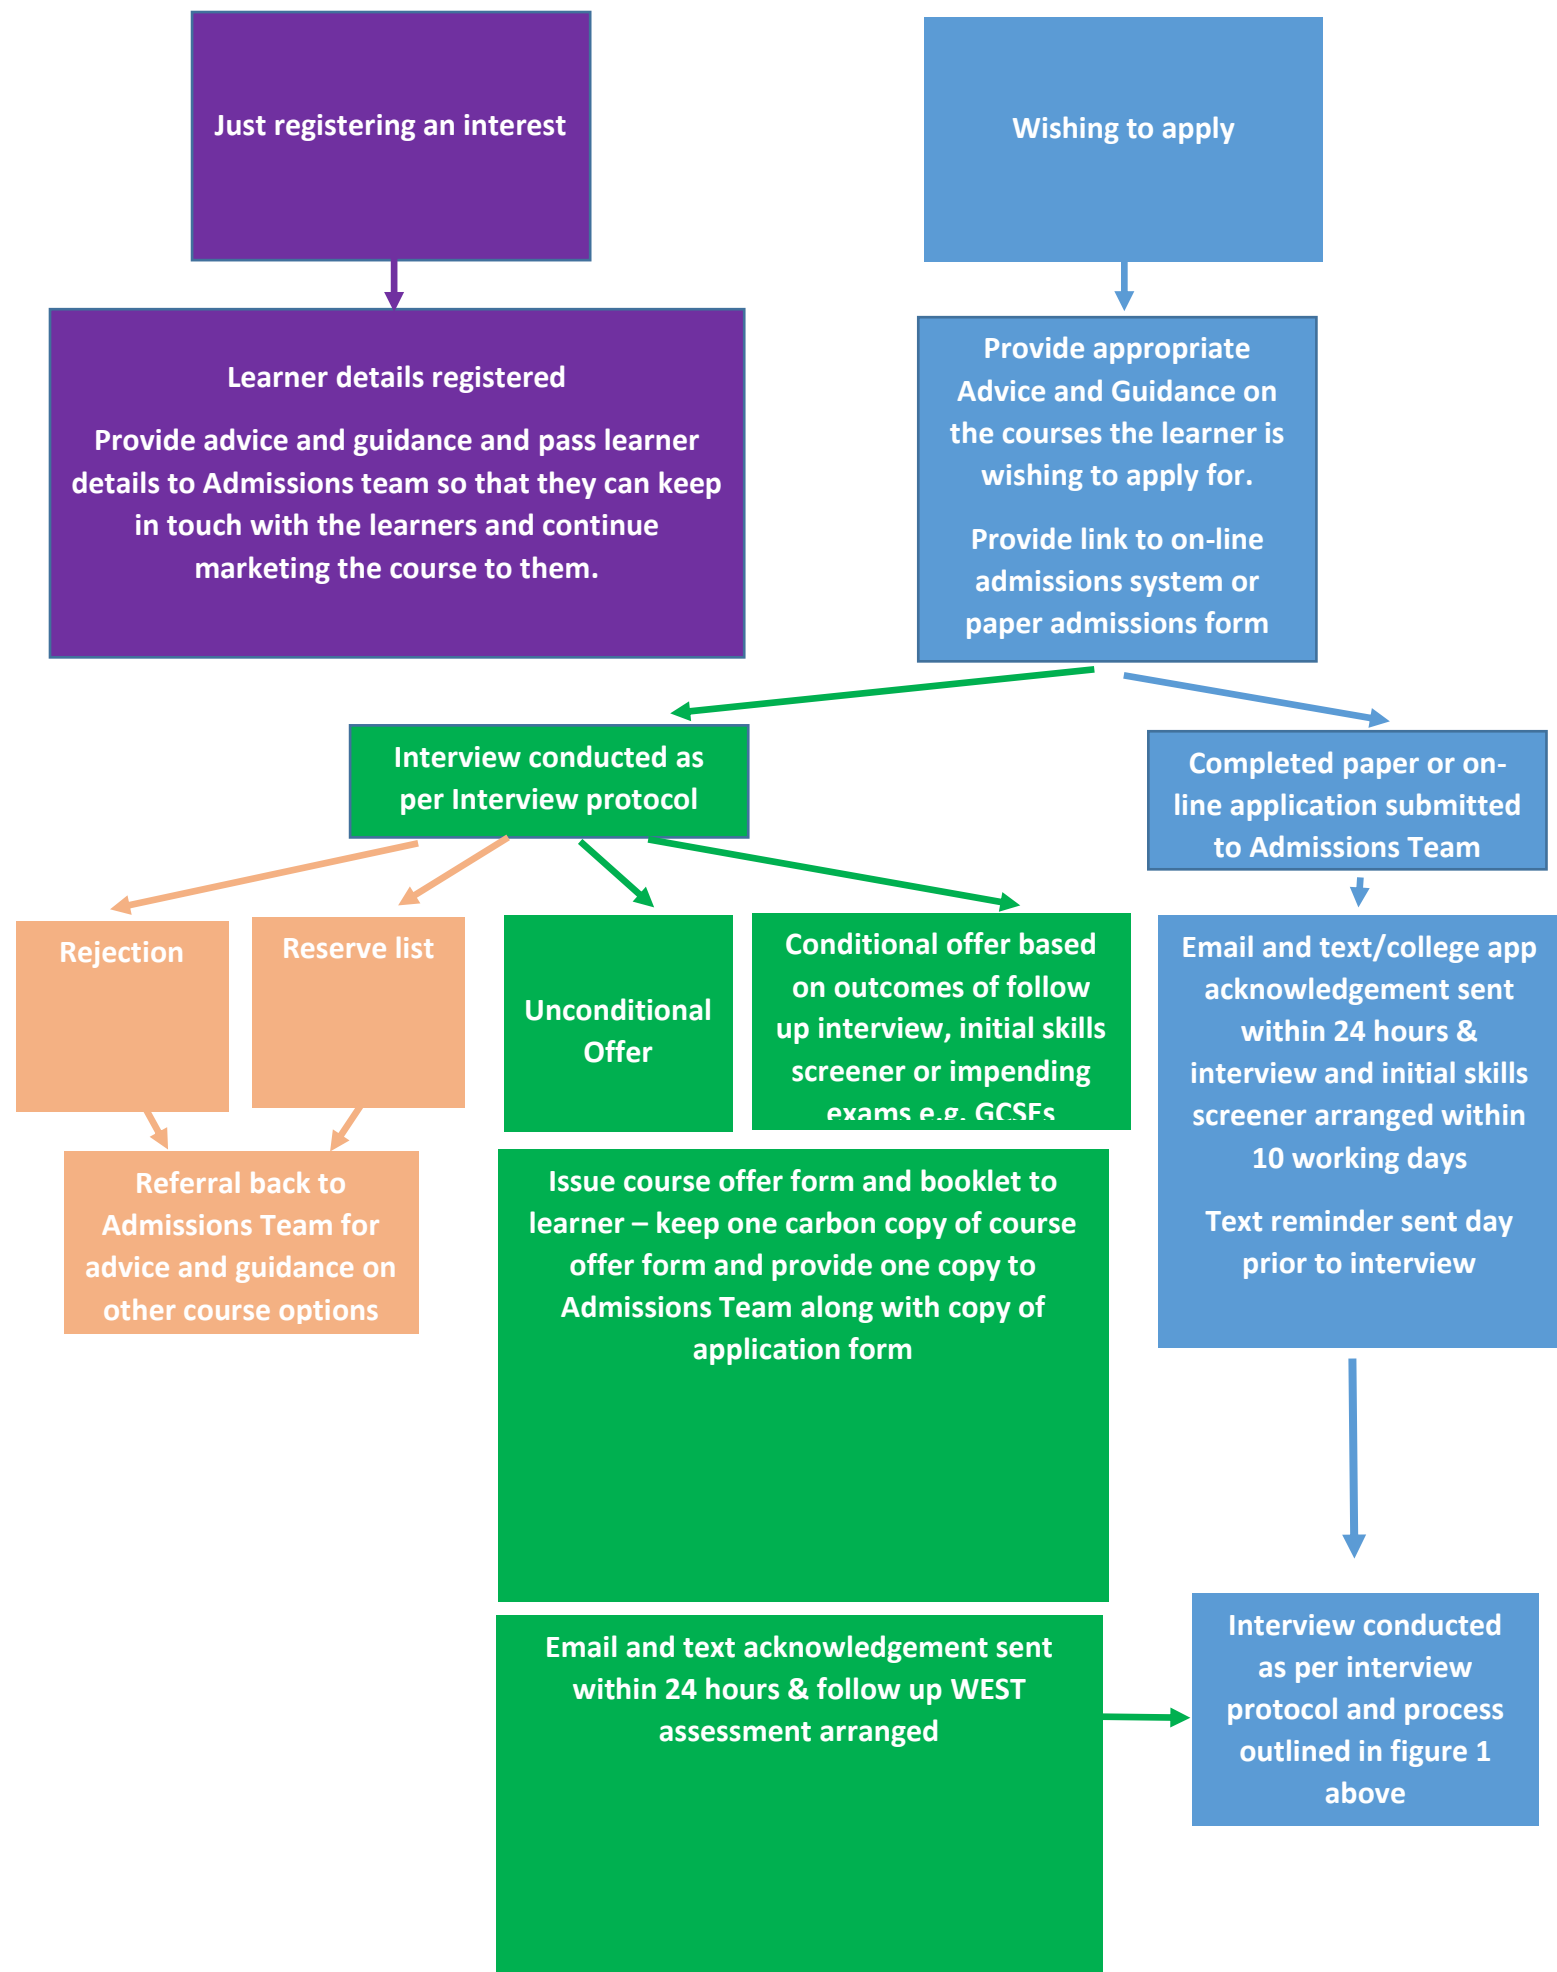 Just registering an interest
Wishing to apply
Learner details registered
Provide advice and guidance and pass learner
details to Admissions team so that they can keep
in touch with the learners and continue
marketing the course to them.
Provide appropriate
Advice and Guidance on
the courses the learner is
wishing to apply for.
Provide link to on-line
admissions system or
paper admissions form
Interview conducted as
per Interview protocol
Completed paper or on-
line application submitted
to Admissions Team
Rejection
Reserve list
Unconditional
Offer
Conditional offer based
on outcomes of follow
up interview, initial skills
screener or impending
exams e.g. GCSEs
Email and text/college app
acknowledgement sent
within 24 hours &
interview and initial skills
screener arranged within
10 working days
Text reminder sent day
prior to interview
Referral back to
Admissions Team for
advice and guidance on
other course options
Issue course offer form and booklet to
learner – keep one carbon copy of course
offer form and provide one copy to
Admissions Team along with copy of
application form
Email and text acknowledgement sent
within 24 hours & follow up WEST
assessment arranged
Interview conducted
as per interview
protocol and process
outlined in figure 1
above